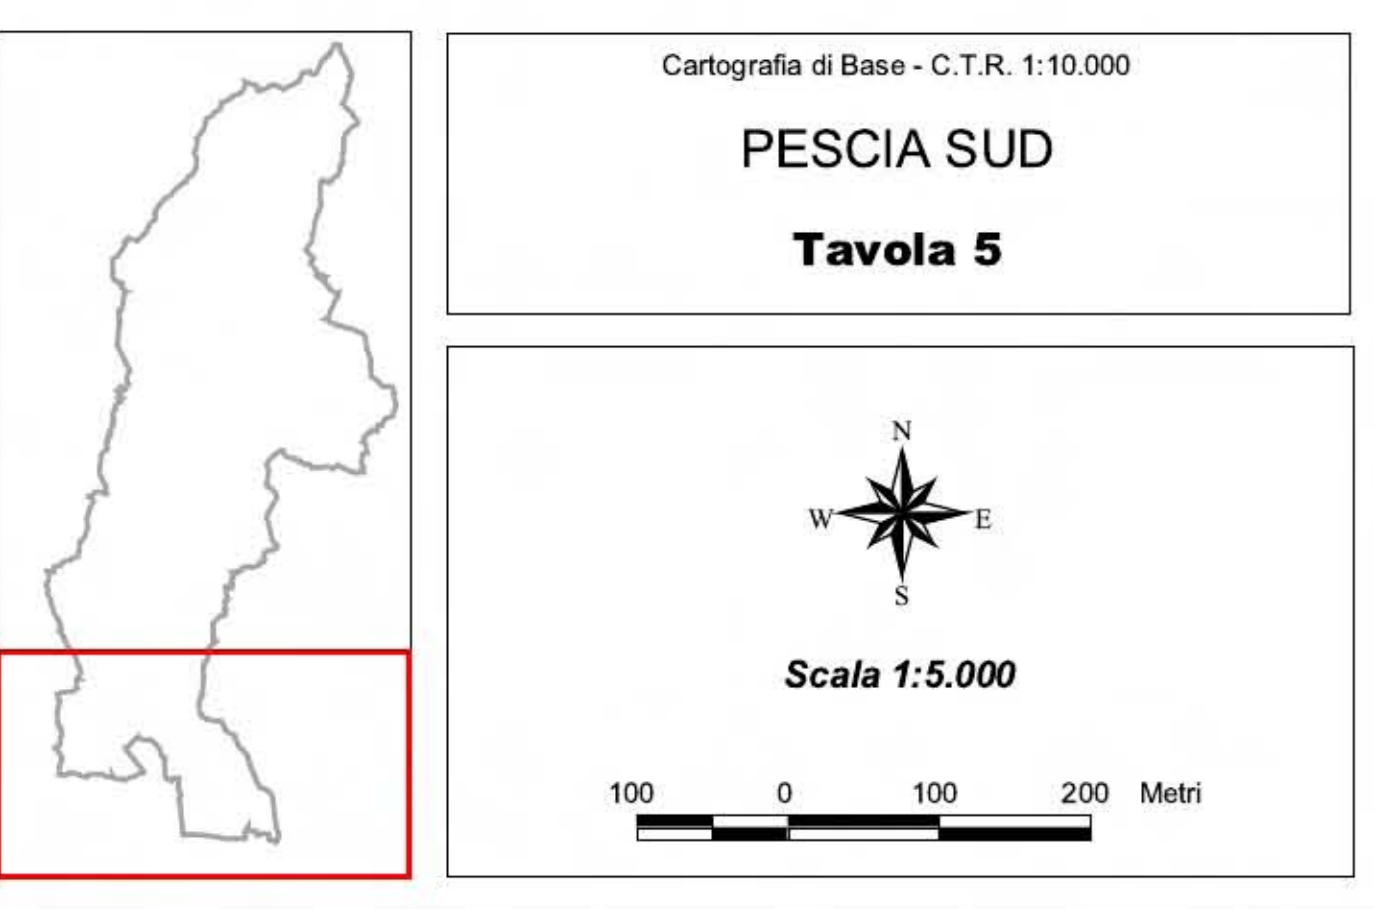 Cartografia di Base - C.T.R. 1:10.000
PESCIA SUD
Tavola 5
N
W E
S
Scala 1:5.000
100 0 100 200 Metri